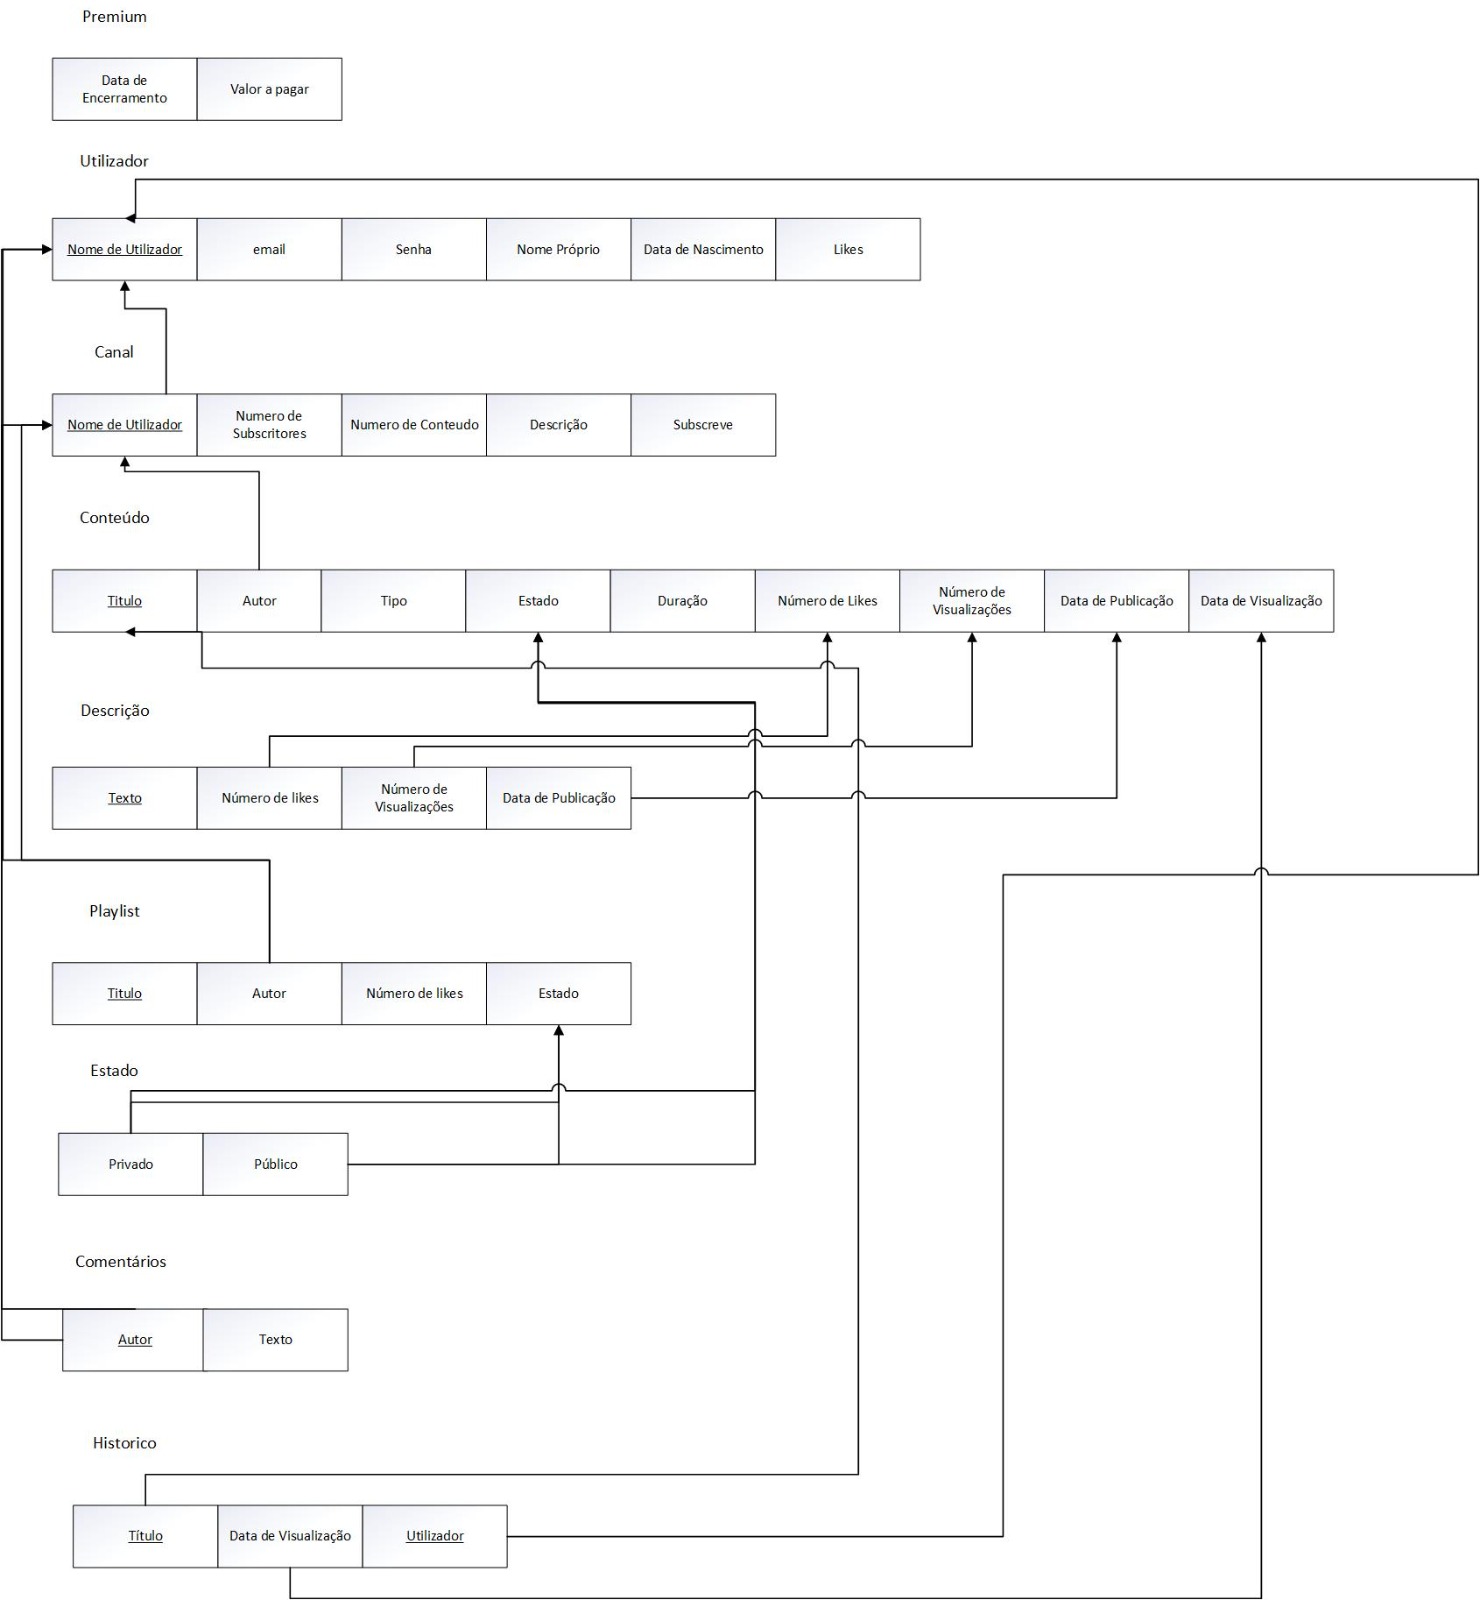 Premium
Data de
Encerramento
Valor a pagar
Utilizador
Nome de Utilizador
email
Senha
Nome Próprio
Data de Nascimento
Likes
Canal
Nome de Utilizador
Numero de
Subscritores
Numero de Conteudo
Descrição
Subscreve
Conteúdo
Titulo
Autor
Tipo
Estado
Duração
Número de Likes
Número de
Visualizações
Data de Publicação
Data de Visualização
Descrição
Texto
Número de likes
Número de
Visualizações
Data de Publicação
Playlist
Titulo
Autor
Número de likes
Estado
Estado
Privado
Público
Comentários
Autor
Texto
Historico
Título
Data de Visualização
Utilizador